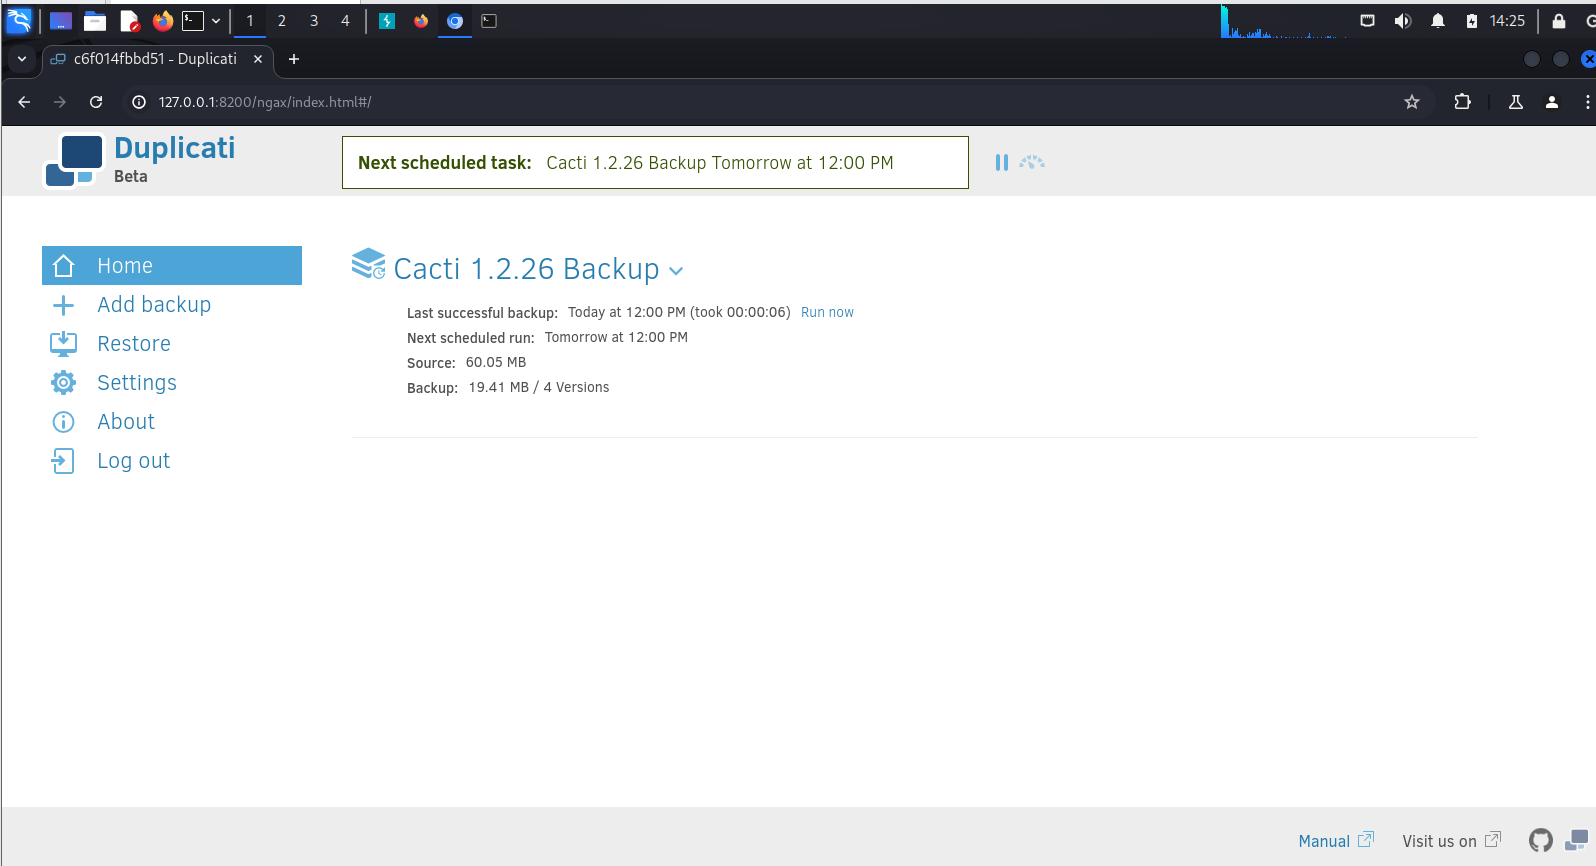 1 2 3 4 14:25
c6f014fbbd51 - Duplicati
127.0.0.1:8200/ngax/index.html#/
Duplicati
Beta
Next scheduled task: Cacti 1.2.26 Backup Tomorrow at 12:00 PM
Home
Add backup
Restore
Settings
About
Log out
Cacti 1.2.26 Backup
Last successful backup: Today at 12:00 PM (took 00:00:06) Run now
Next scheduled run: Tomorrow at 12:00 PM
Source: 60.05 MB
Backup: 19.41 MB / 4 Versions
Manual Visit us on